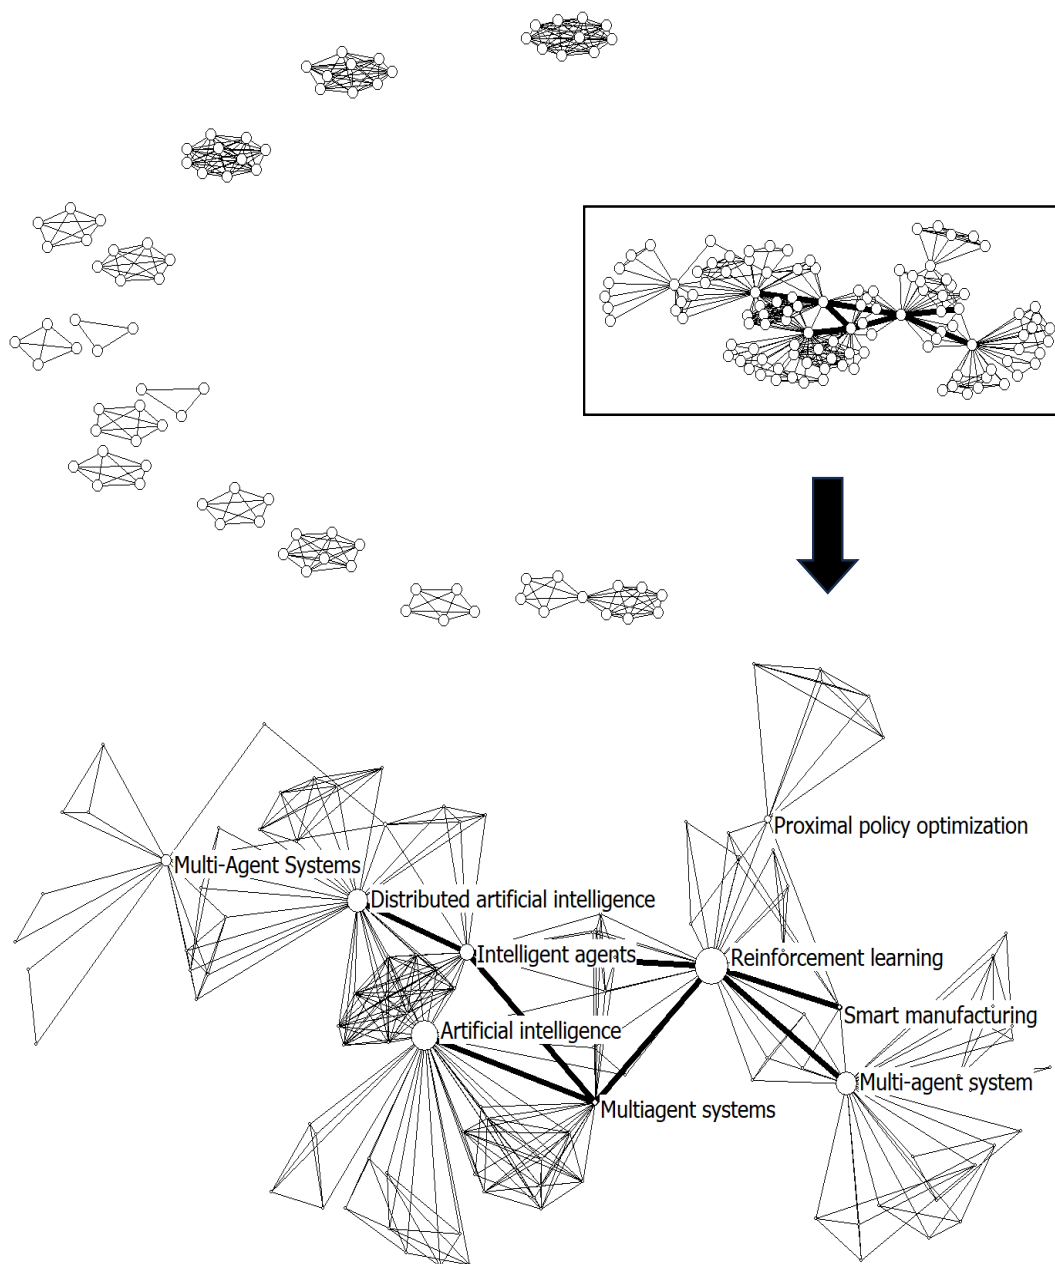 Proximal policy optimization
Multi-Agent Systems
Distributed artificial intelligence
Intelligent agents
Reinforcement learning
Smart manufacturing
Artificial intelligence
Multi-agent system
Multiagent systems